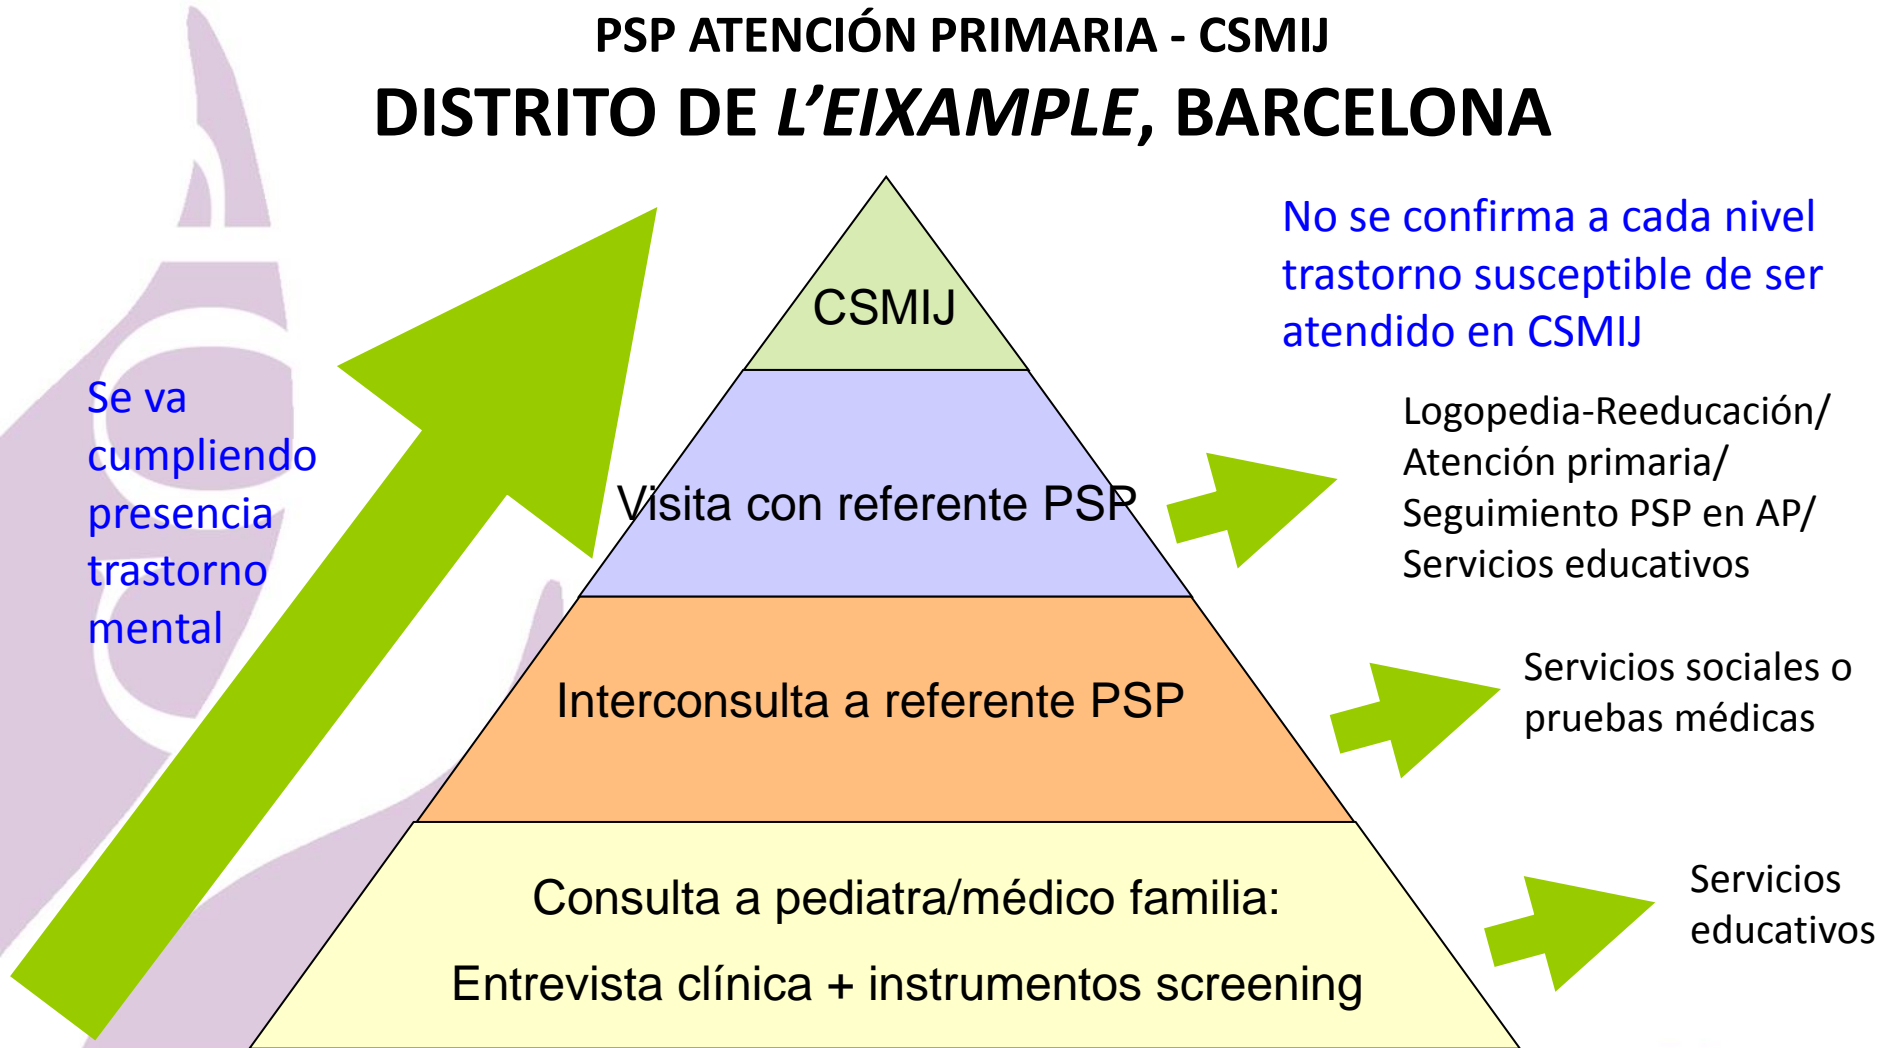 PSP ATENCIÓN PRIMARIA - CSMIJ
DISTRITO DE L’EIXAMPLE, BARCELONA
Se va
cumpliendo
presencia
trastorno
mental
CSMIJ
Visita con referente PSP
Interconsulta a referente PSP
Consulta a pediatra/médico familia:
Entrevista clínica + instrumentos screening
No se confirma a cada nivel
trastorno susceptible de ser
atendido en CSMIJ
Logopedia-Reeducación/
Atención primaria/
Seguimiento PSP en AP/
Servicios educativos
Servicios sociales o
pruebas médicas
Servicios
educativos